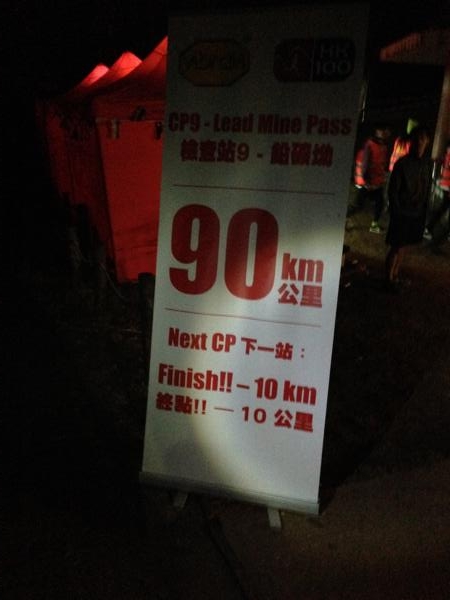 HK
100
CP9 - Lead Mine Pass
檢查站9 - 鉛礦坳
90 km
公里
Next CP 下一站：
Finish!! – 10 km
終點!! — 10 公里